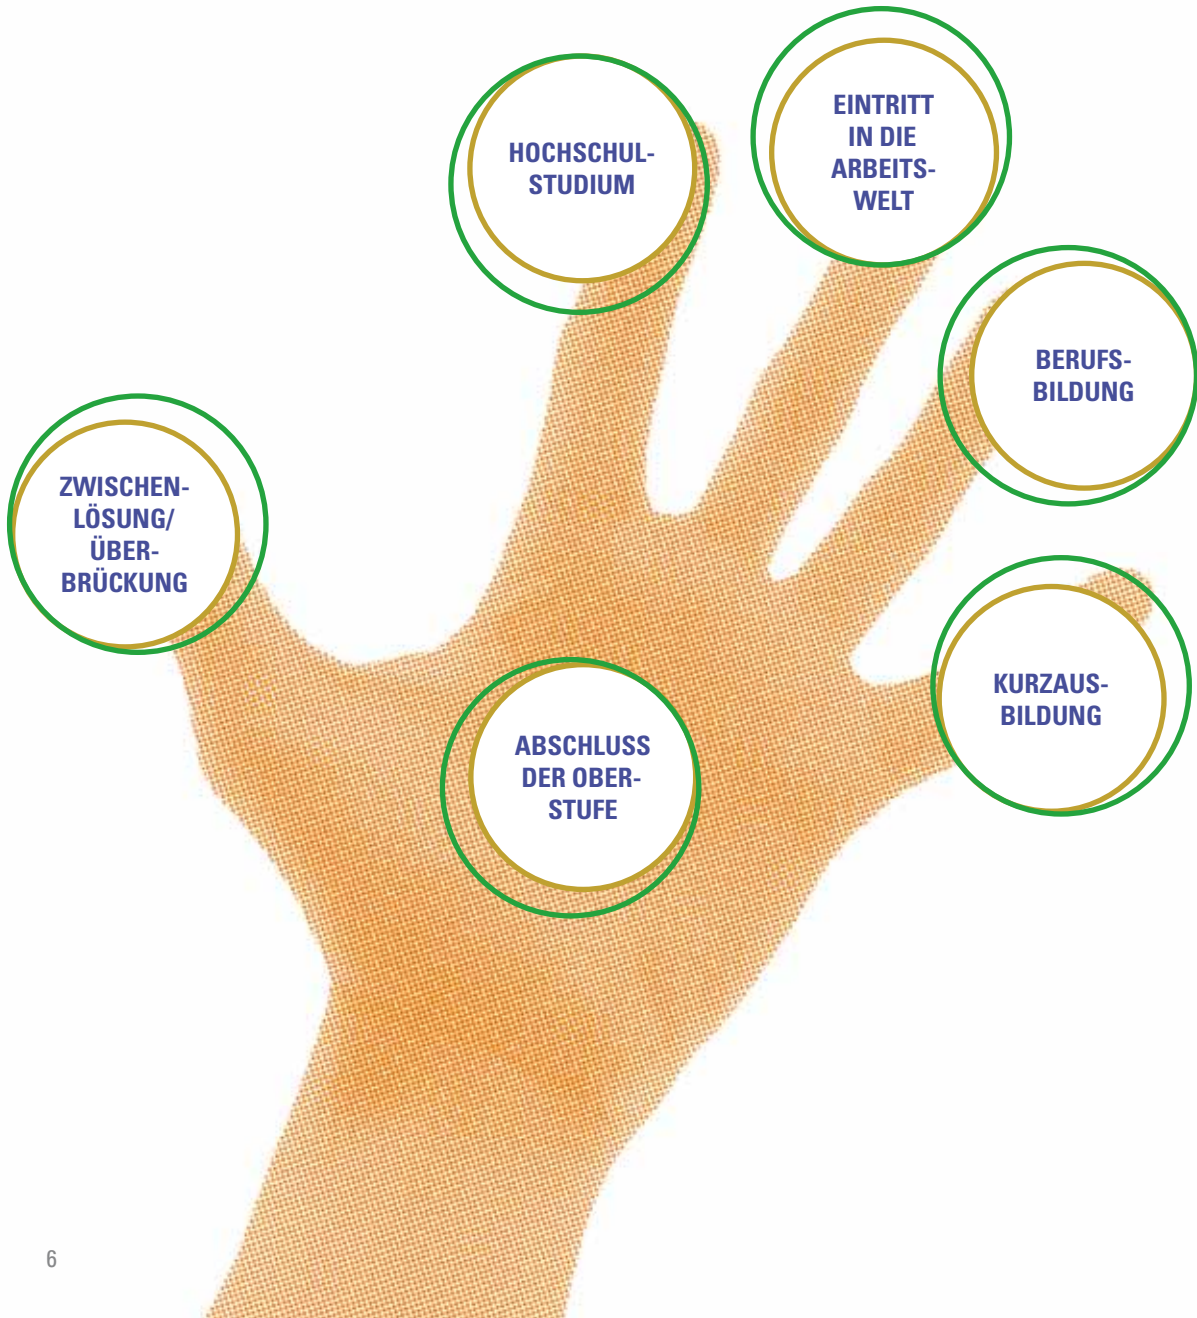 HOCHSCHUL-
STUDIUM
EINTRITT
IN DIE
ARBEITS-
WELT
BERUFS-
BILDUNG
ZWISCHEN-
LÖSUNG/
ÜBER-
BRÜCKUNG
KURZAUS-
BILDUNG
ABSCHLUSS
DER OBER-
STUFE
6